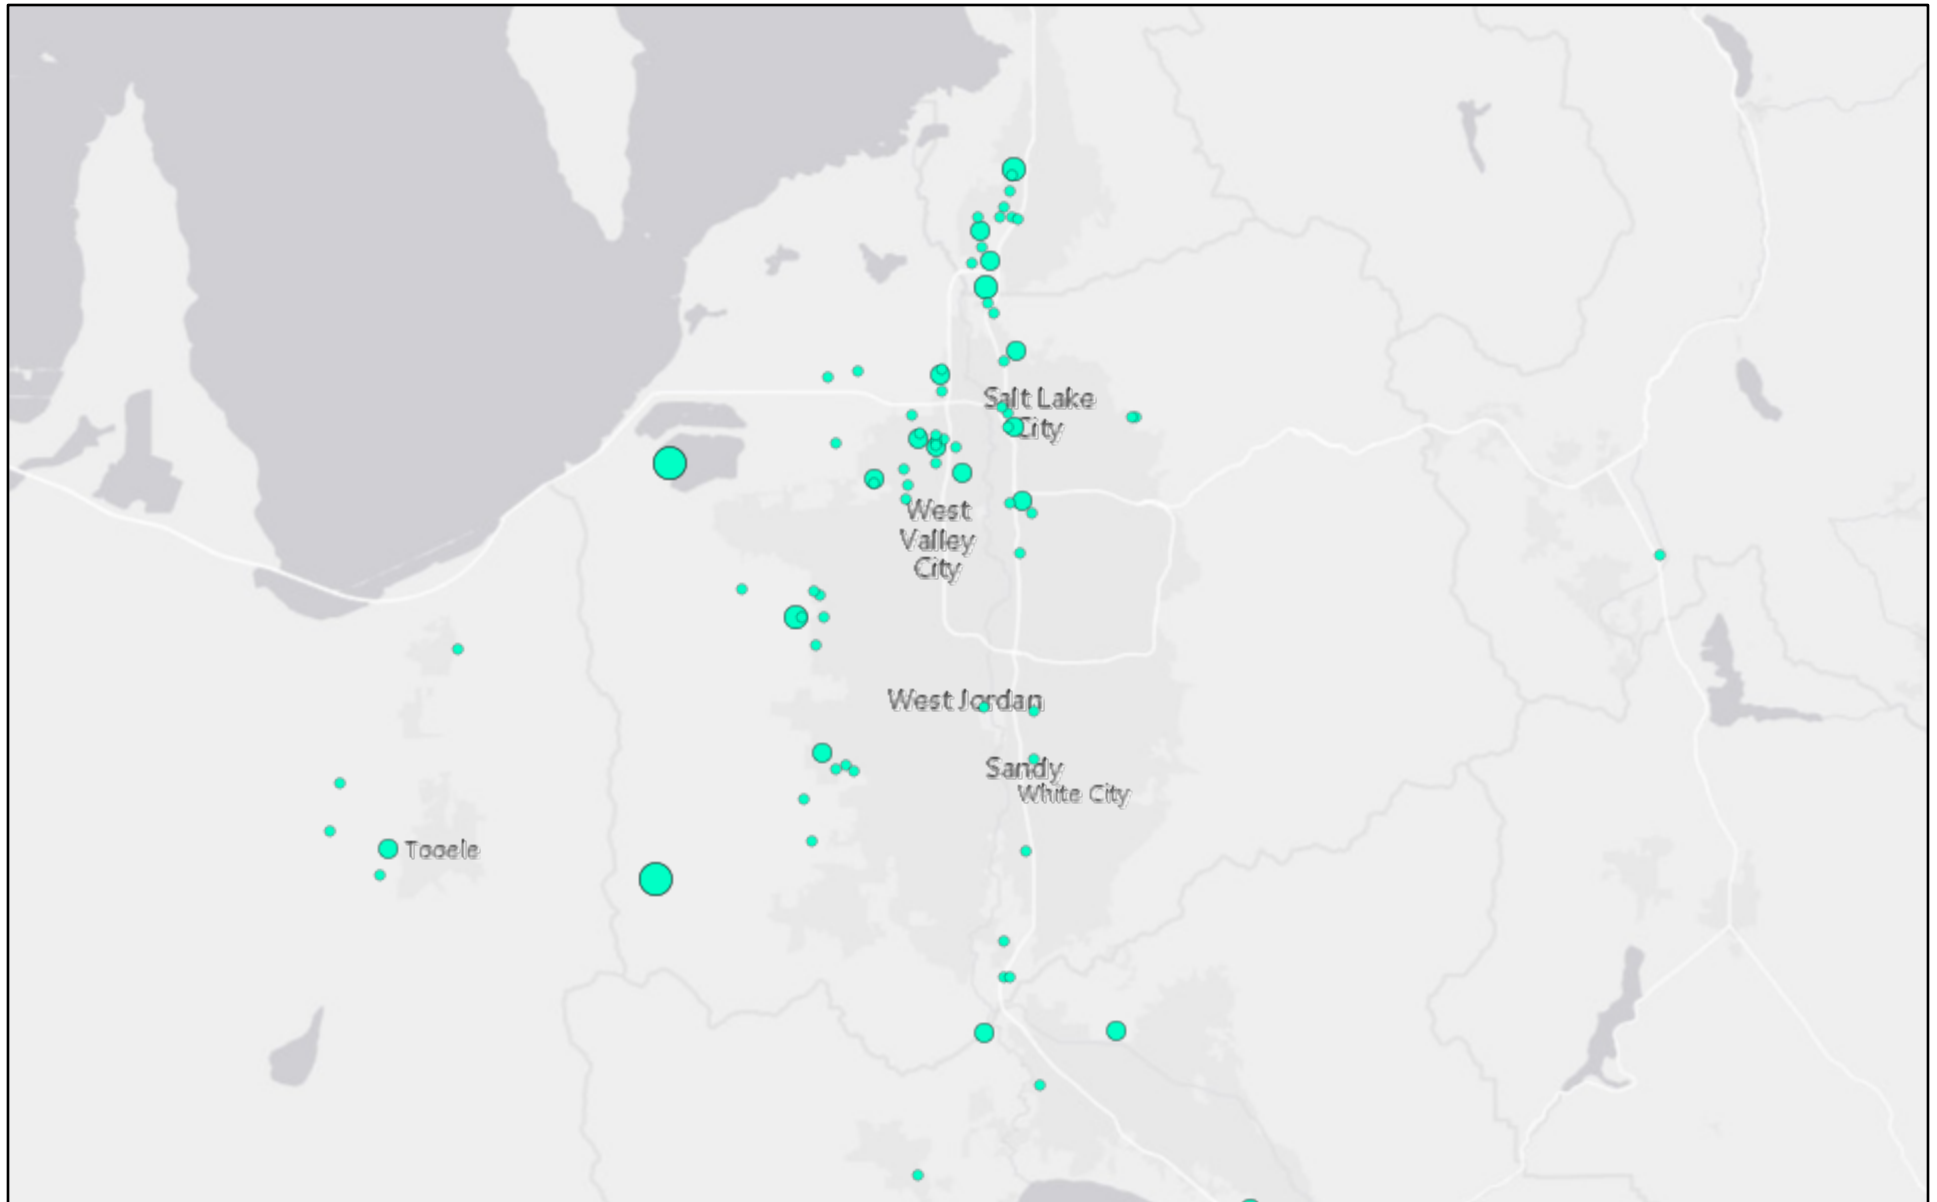 Salt Lake
City
West
Valley
City
West Jordan
Sandy
White City
Tooele